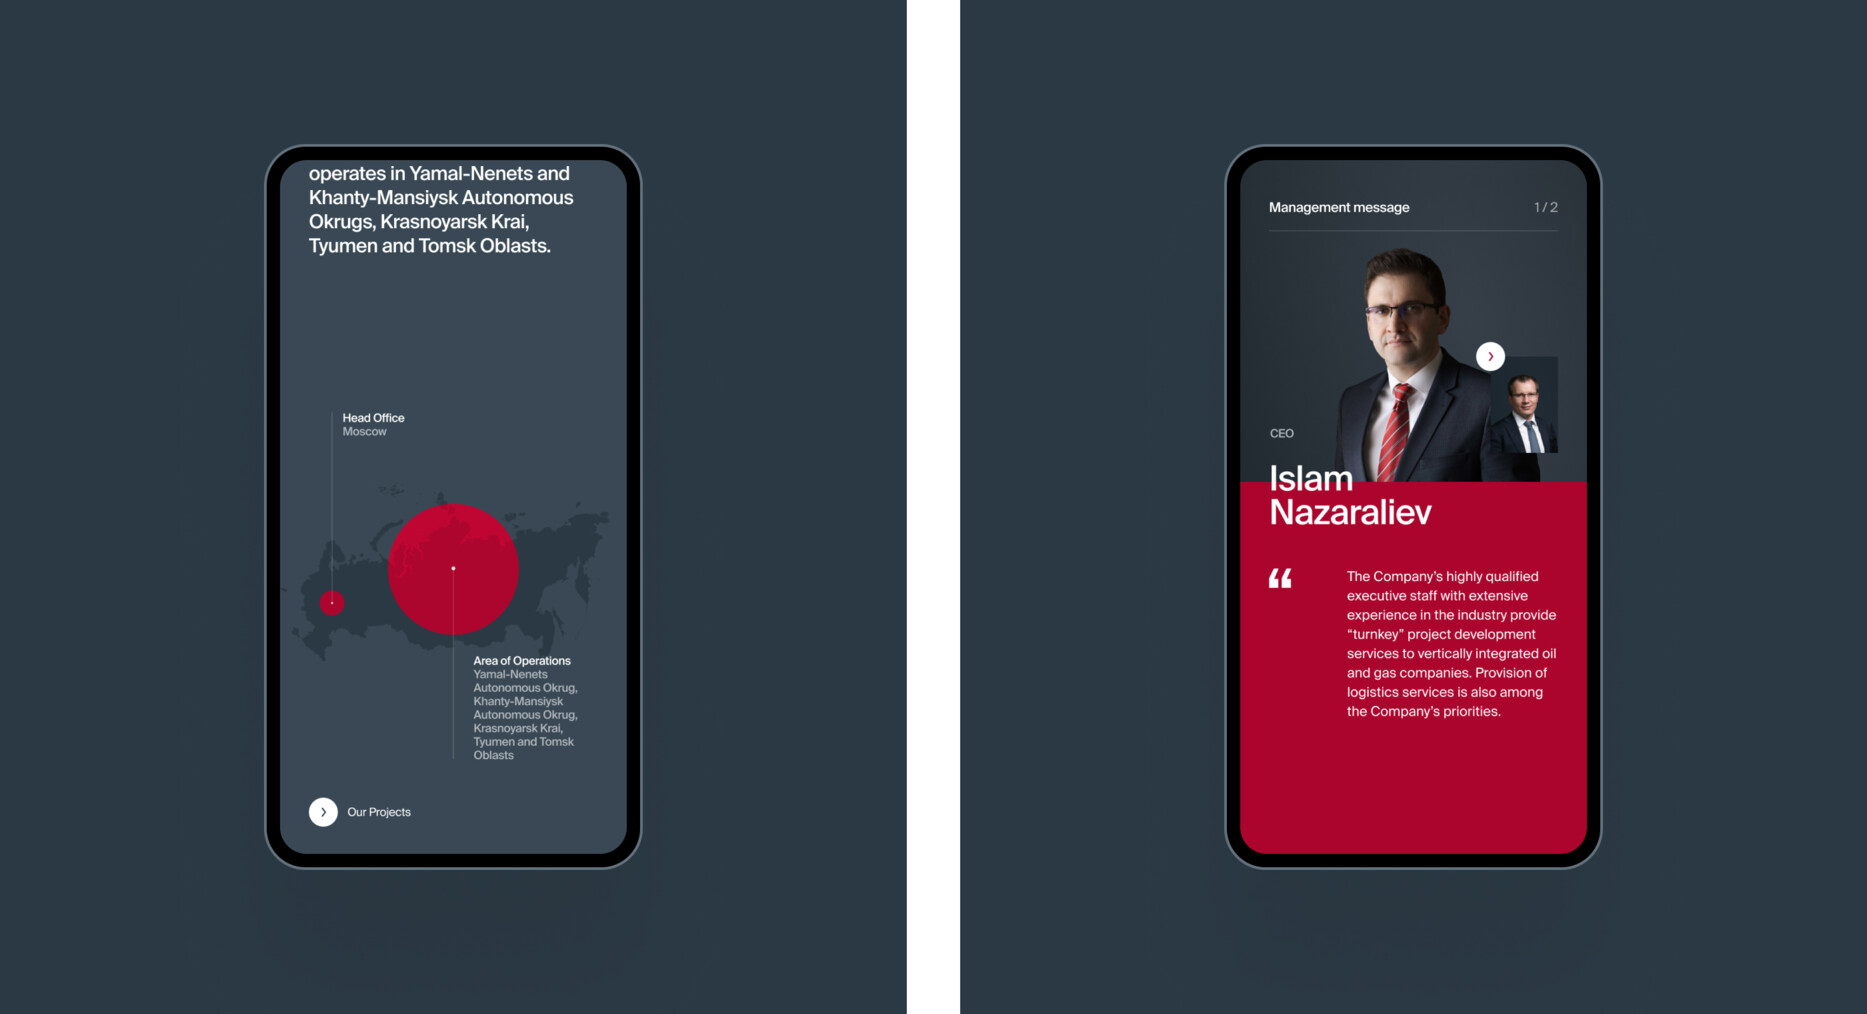 operates in Yamal-Nenets and
Khanty-Mansiysk Autonomous
Okrugs, Krasnoyarsk Krai,
Tyumen and Tomsk Oblasts.
Head Office
Moscow
Area of Operations
Yamal-Nenets
Autonomous Okrug,
Khanty-Mansiysk
Autonomous Okrug,
Krasnoyarsk Krai,
Tyumen and Tomsk
Oblasts
Our Projects
Management message
1 / 2
CEO
Islam
Nazaraliev
“
The Company’s highly qualified
executive staff with extensive
experience in the industry provide
“turnkey” project development
services to vertically integrated oil
and gas companies. Provision of
logistics services is also among
the Company’s priorities.